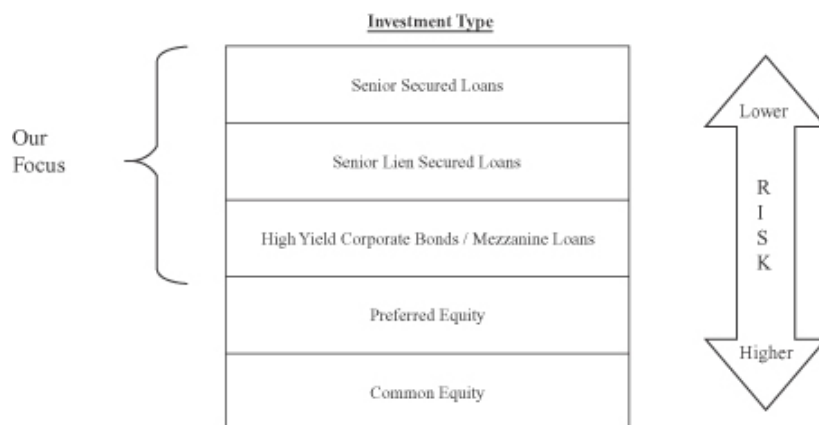 Investment Type
Senior Secured Loans
Lower
Our
Focus
Senior Lien Secured Loans
R
I
S
K
High Yield Corporate Bonds / Mezzanine Loans
Preferred Equity
Higher
Common Equity